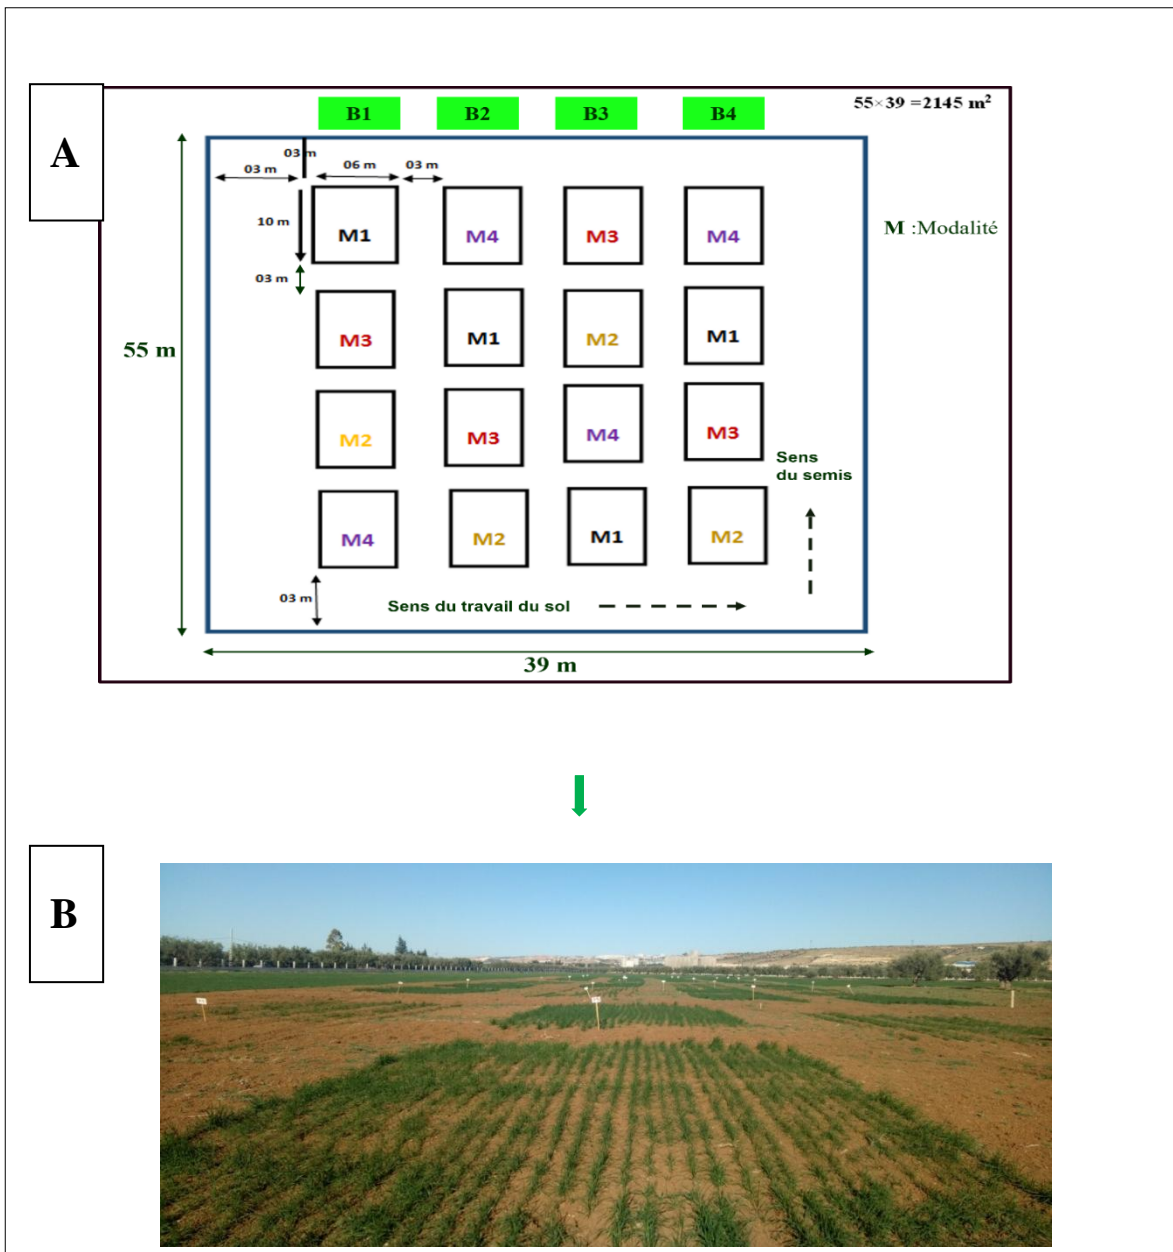 A
B1 B2 B3 B4
55×39 =2145 m²
03 m
03 m 06 m 03 m
10 m
M1 M4 M3 M4
M :Modalité
03 m
M3 M1 M2 M1
55 m
M2 M3 M4 M3
Sens
du semis
M4 M2 M1 M2
03 m
Sens du travail du sol
39 m
B